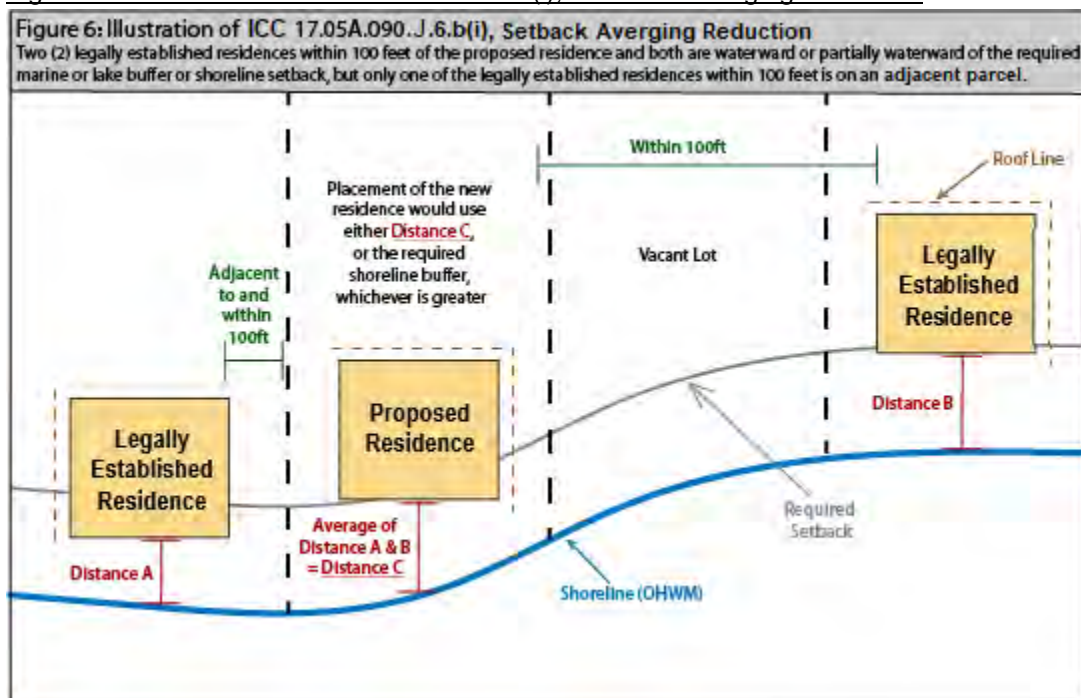 Figure 6: Illustration of ICC 17.05A.090.J.6.b(i), Setback Averging Reduction
Two (2) legally established residences within 100 feet of the proposed residence and both are waterward or partially waterward of the required
marine or lake buffer or shoreline setback, but only one of the legally established residences within 100 feet is on an adjacent parcel.
Within 100ft
Roof Line
Placement of the new
residence would use
either Distance C,
or the required
shoreline buffer,
whichever is greater
Vacant Lot
Legally
Established
Residence
Adjacent
to and
within
100ft
Proposed
Residence
Distance B
Legally
Established
Residence
Required
Setback
Average of
Distance A & B
= Distance C
Distance A
Shoreline (OHWM)